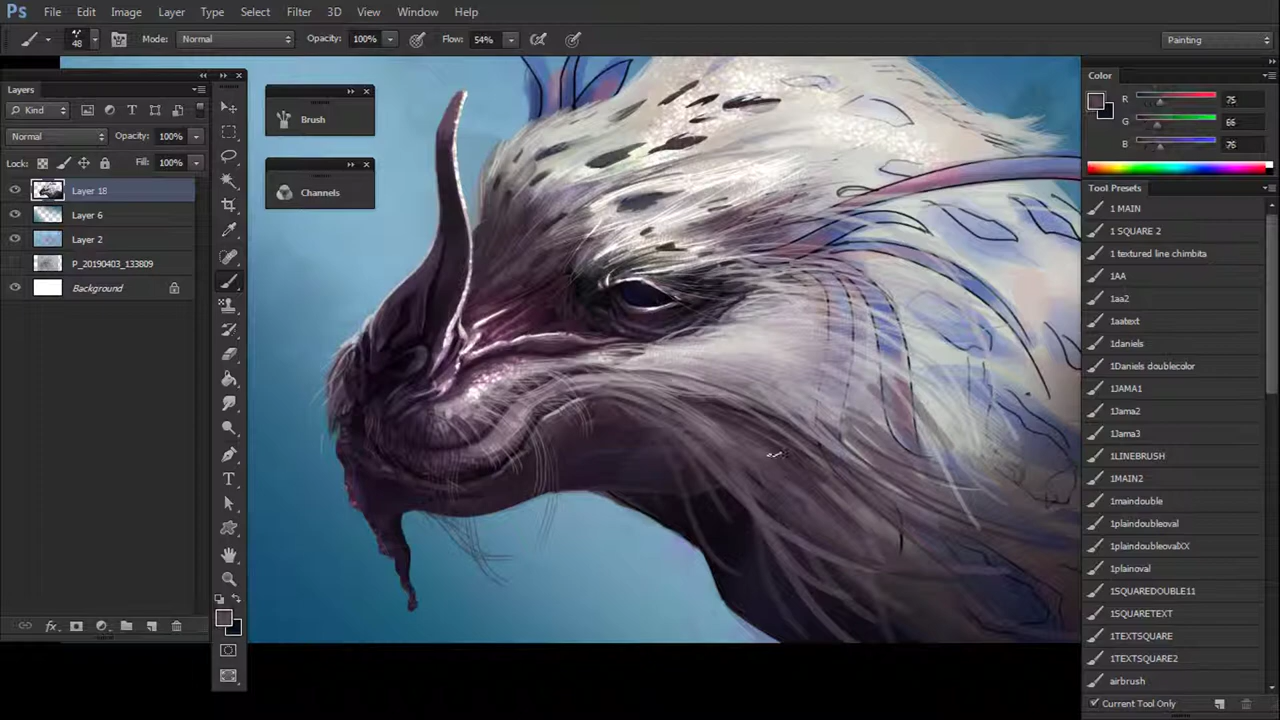 Ps File Edit Image Layer Type Select Filter 3D View Window Help
48 Mode: Normal Opacity: 100% Flow: 54% Painting
Layers
Kind
Normal Opacity: 100%
Lock: Fill: 100%
Layer 18
Layer 6
Layer 2
P_20190403_133809
Background
fx
Brush
Channels
T
Color
R 75
G 66
B 76
Tool Presets
1 MAIN
1 SQUARE 2
1 textured line chimbita
1AA
1aa2
1aatext
1daniels
1Daniels doublecolor
1JAMA1
1Jama2
1Jama3
1LINEBRUSH
1MAIN2
1maindouble
1plaindoubleoval
1plaindoubleovalXX
1plainoval
1SQUAREDOUBLE11
1SQUARETEXT
1TEXTSQUARE
1TEXTSQUARE2
airbrush
Current Tool Only